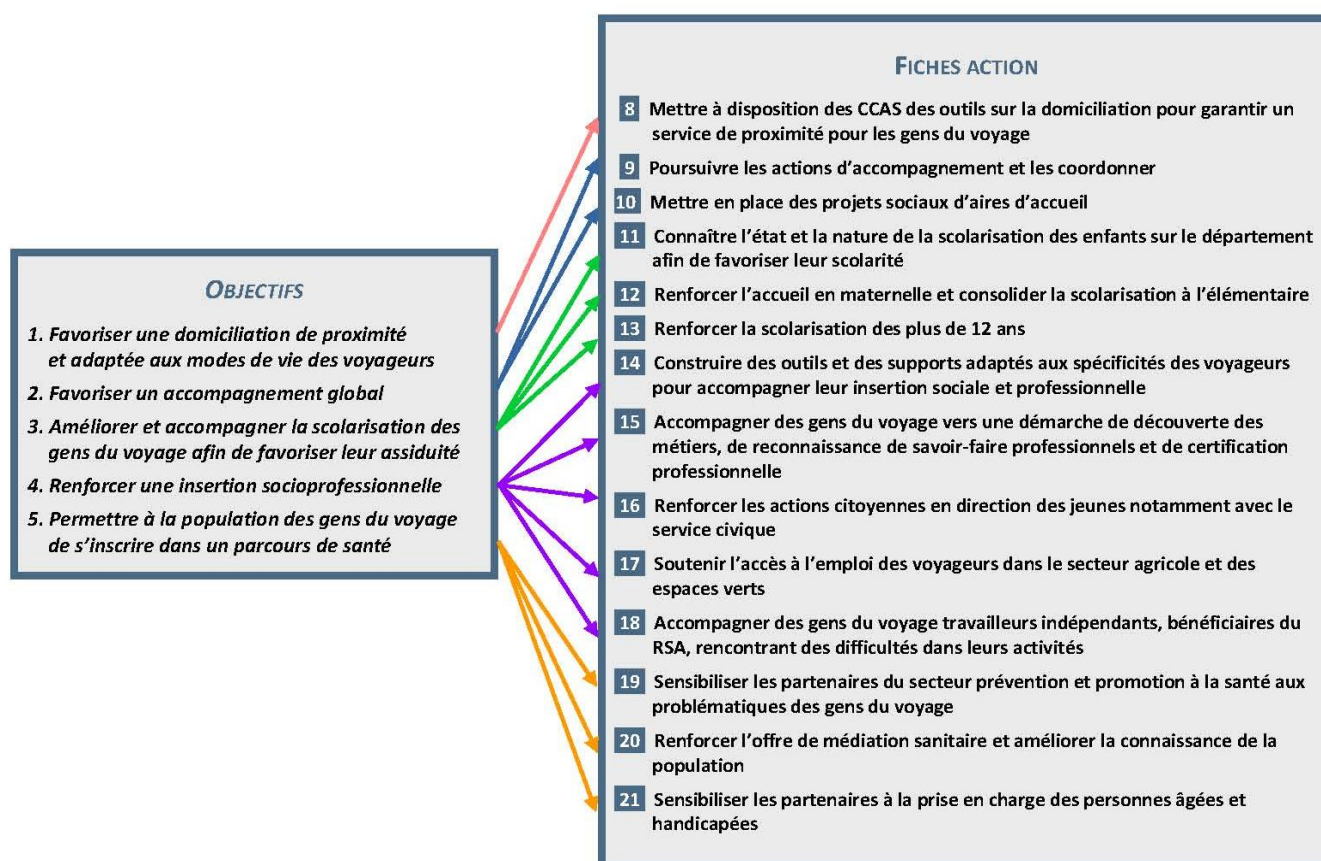 OBJECTIFS
1. Favoriser une domiciliation de proximité
et adaptée aux modes de vie des voyageurs
2. Favoriser un accompagnement global
3. Améliorer et accompagner la scolarisation des
gens du voyage afin de favoriser leur assiduité
4. Renforcer une insertion socioprofessionnelle
5. Permettre à la population des gens du voyage
de s’inscrire dans un parcours de santé
FICHES ACTION
8 Mettre à disposition des CCAS des outils sur la domiciliation pour garantir un
service de proximité pour les gens du voyage
9 Poursuivre les actions d’accompagnement et les coordonner
10 Mettre en place des projets sociaux d’aires d’accueil
11 Connaître l’état et la nature de la scolarisation des enfants sur le département
afin de favoriser leur scolarité
12 Renforcer l’accueil en maternelle et consolider la scolarisation à l’élémentaire
13 Renforcer la scolarisation des plus de 12 ans
14 Construire des outils et des supports adaptés aux spécificités des voyageurs
pour accompagner leur insertion sociale et professionnelle
15 Accompagner des gens du voyage vers une démarche de découverte des
métiers, de reconnaissance de savoir-faire professionnels et de certification
professionnelle
16 Renforcer les actions citoyennes en direction des jeunes notamment avec le
service civique
17 Soutenir l’accès à l’emploi des voyageurs dans le secteur agricole et des
espaces verts
18 Accompagner des gens du voyage travailleurs indépendants, bénéficiaires du
RSA, rencontrant des difficultés dans leurs activités
19 Sensibiliser les partenaires du secteur prévention et promotion à la santé aux
problématiques des gens du voyage
20 Renforcer l’offre de médiation sanitaire et améliorer la connaissance de la
population
21 Sensibiliser les partenaires à la prise en charge des personnes âgées et
handicapées